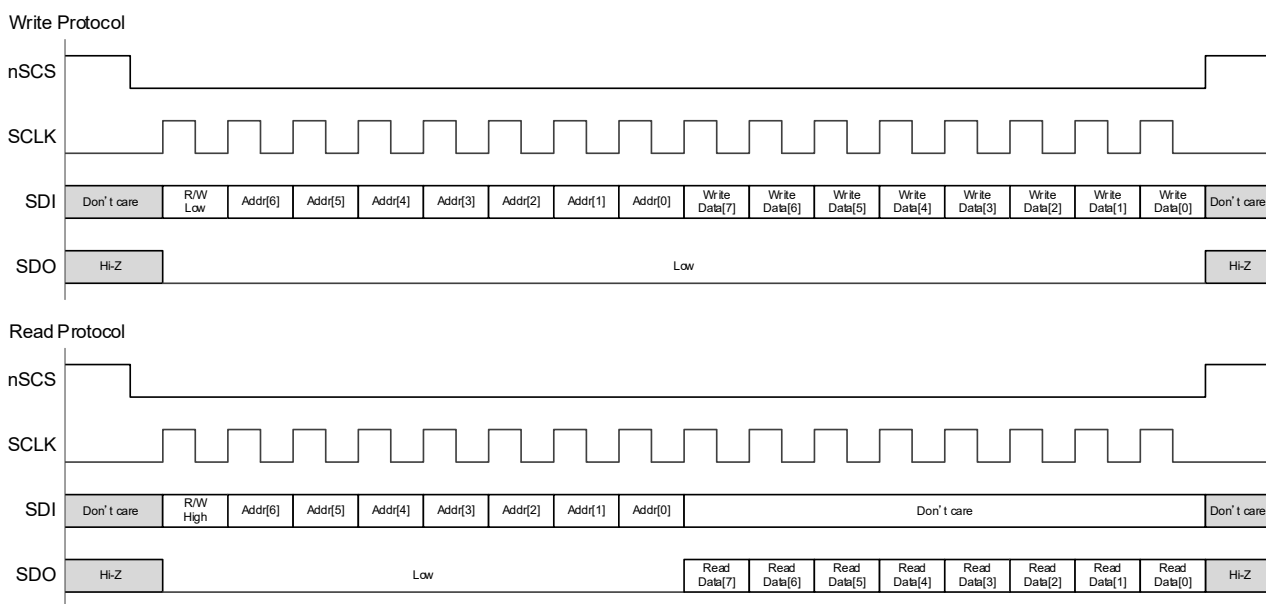 Write Protocol
nSCS
SCLK
SDI Don't care R/W Low Addr[6] Addr[5] Addr[4] Addr[3] Addr[2] Addr[1] Addr[0] Write Data[7] Write Data[6] Write Data[5] Write Data[4] Write Data[3] Write Data[2] Write Data[1] Write Data[0] Don't care
SDO Hi-Z Low Hi-Z
Read Protocol
nSCS
SCLK
SDI Don't care R/W High Addr[6] Addr[5] Addr[4] Addr[3] Addr[2] Addr[1] Addr[0] Don't care Don't care
SDO Hi-Z Low Read Data[7] Read Data[6] Read Data[5] Read Data[4] Read Data[3] Read Data[2] Read Data[1] Read Data[0] Hi-Z